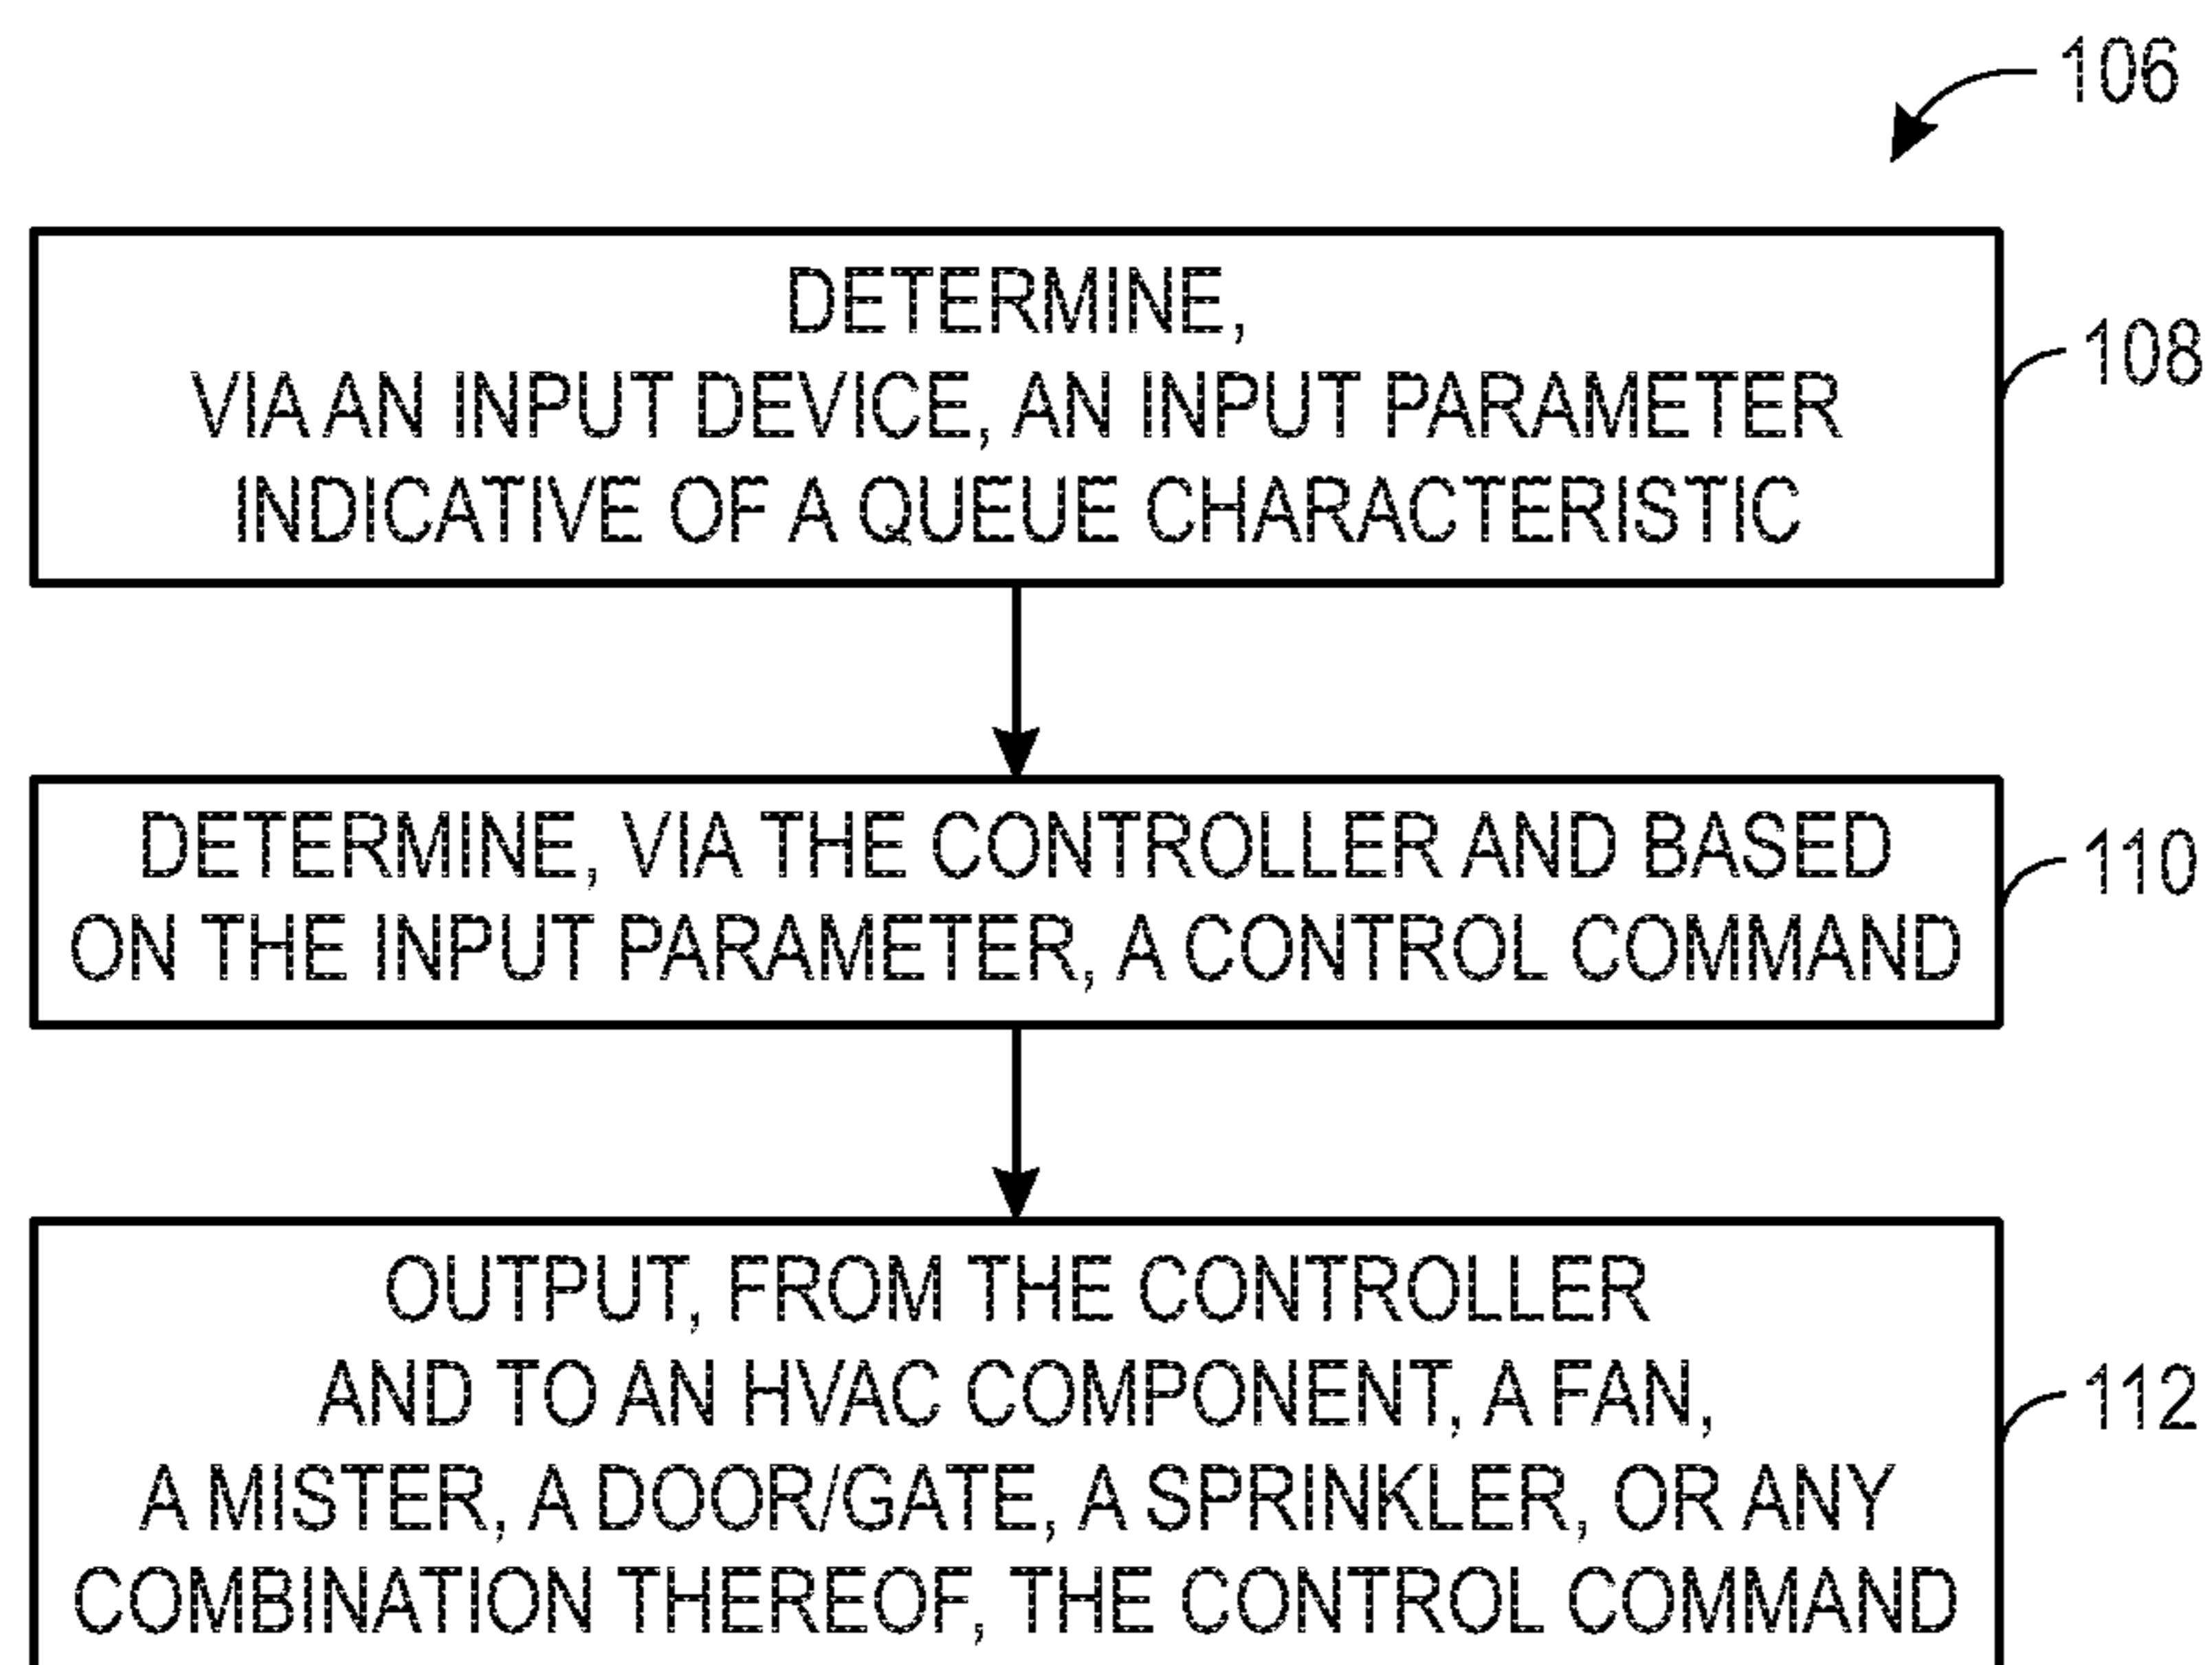 106
DETERMINE,
VIA AN INPUT DEVICE, AN INPUT PARAMETER
INDICATIVE OF A QUEUE CHARACTERISTIC
108
DETERMINE, VIA THE CONTROLLER AND BASED
ON THE INPUT PARAMETER, A CONTROL COMMAND
110
OUTPUT, FROM THE CONTROLLER
AND TO AN HVAC COMPONENT, A FAN,
A MISTER, A DOOR/GATE, A SPRINKLER, OR ANY
COMBINATION THEREOF, THE CONTROL COMMAND
112